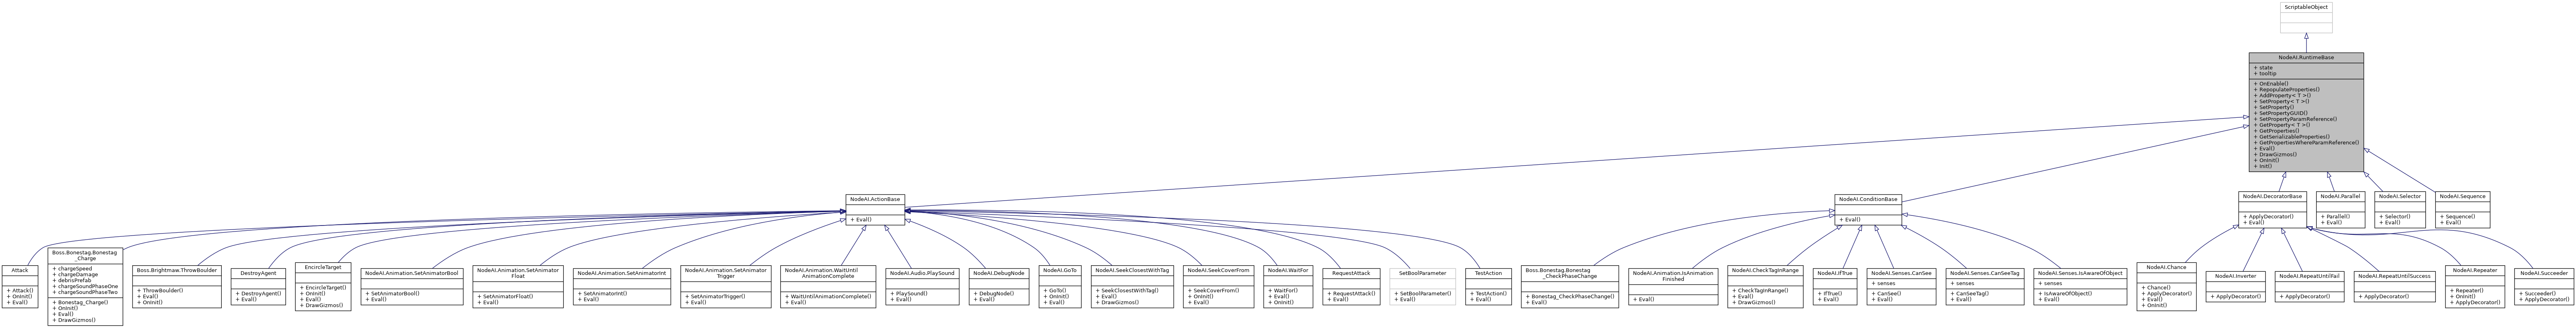 ScriptableObject
NodeAI.RuntimeBase
+ state
+ tooltip
+ OnEnable()
+ RepopulateProperties()
+ AddProperty< T >()
+ SetProperty< T >()
+ SetProperty()
+ SetPropertyGUID()
+ SetPropertyParamReference()
+ GetProperty< T >()
+ GetProperties()
+ GetSerializableProperties()
+ GetPropertiesWhereParamReference()
+ Eval()
+ DrawGizmos()
+ OnInit()
+ Init()
NodeAI.ActionBase
+ Eval()
NodeAI.ConditionBase
+ Eval()
NodeAI.DecoratorBase
+ ApplyDecorator()
+ Eval()
NodeAI.Parallel
+ Parallel()
+ Eval()
NodeAI.Selector
+ Selector()
+ Eval()
NodeAI.Sequence
+ Sequence()
+ Eval()
Attack
+ Attack()
+ OnInit()
+ Eval()
Boss.Bonestag.Bonestag
_Charge
+ chargeSpeed
+ chargeDamage
+ debrisPrefab
+ chargeSoundPhaseOne
+ chargeSoundPhaseTwo
+ Bonestag_Charge()
+ OnInit()
+ Eval()
+ DrawGizmos()
Boss.Brightmaw.ThrowBoulder
+ ThrowBoulder()
+ Eval()
+ OnInit()
DestroyAgent
+ DestroyAgent()
+ Eval()
EncircleTarget
+ EncircleTarget()
+ OnInit()
+ Eval()
+ DrawGizmos()
NodeAI.Animation.SetAnimatorBool
+ SetAnimatorBool()
+ Eval()
NodeAI.Animation.SetAnimator
Float
+ SetAnimatorFloat()
+ Eval()
NodeAI.Animation.SetAnimatorInt
+ SetAnimatorInt()
+ Eval()
NodeAI.Animation.SetAnimator
Trigger
+ SetAnimatorTrigger()
+ Eval()
NodeAI.Animation.WaitUntil
AnimationComplete
+ WaitUntilAnimationComplete()
+ Eval()
NodeAI.Audio.PlaySound
+ PlaySound()
+ Eval()
NodeAI.DebugNode
+ DebugNode()
+ Eval()
NodeAI.GoTo
+ GoTo()
+ OnInit()
+ Eval()
NodeAI.SeekClosestWithTag
+ SeekClosestWithTag()
+ Eval()
+ DrawGizmos()
NodeAI.SeekCoverFrom
+ SeekCoverFrom()
+ OnInit()
+ Eval()
NodeAI.WaitFor
+ WaitFor()
+ Eval()
+ OnInit()
RequestAttack
+ RequestAttack()
+ Eval()
SetBoolParameter
+ SetBoolParameter()
+ Eval()
TestAction
+ TestAction()
+ Eval()
Boss.Bonestag.Bonestag
_CheckPhaseChange
+ Bonestag_CheckPhaseChange()
+ Eval()
NodeAI.Animation.IsAnimation
Finished
+ Eval()
NodeAI.CheckTagInRange
+ CheckTagInRange()
+ Eval()
+ DrawGizmos()
NodeAI.IfTrue
+ IfTrue()
+ Eval()
NodeAI.Senses.CanSee
+ senses
+ CanSee()
+ Eval()
NodeAI.Senses.CanSeeTag
+ senses
+ CanSeeTag()
+ Eval()
NodeAI.Senses.IsAwareOfObject
+ senses
+ IsAwareOfObject()
+ Eval()
NodeAI.Chance
+ Chance()
+ ApplyDecorator()
+ Eval()
+ OnInit()
NodeAI.Inverter
+ ApplyDecorator()
NodeAI.RepeatUntilFail
+ ApplyDecorator()
NodeAI.RepeatUntilSuccess
+ ApplyDecorator()
NodeAI.Repeater
+ Repeater()
+ OnInit()
+ ApplyDecorator()
NodeAI.Succeeder
+ Succeeder()
+ ApplyDecorator()